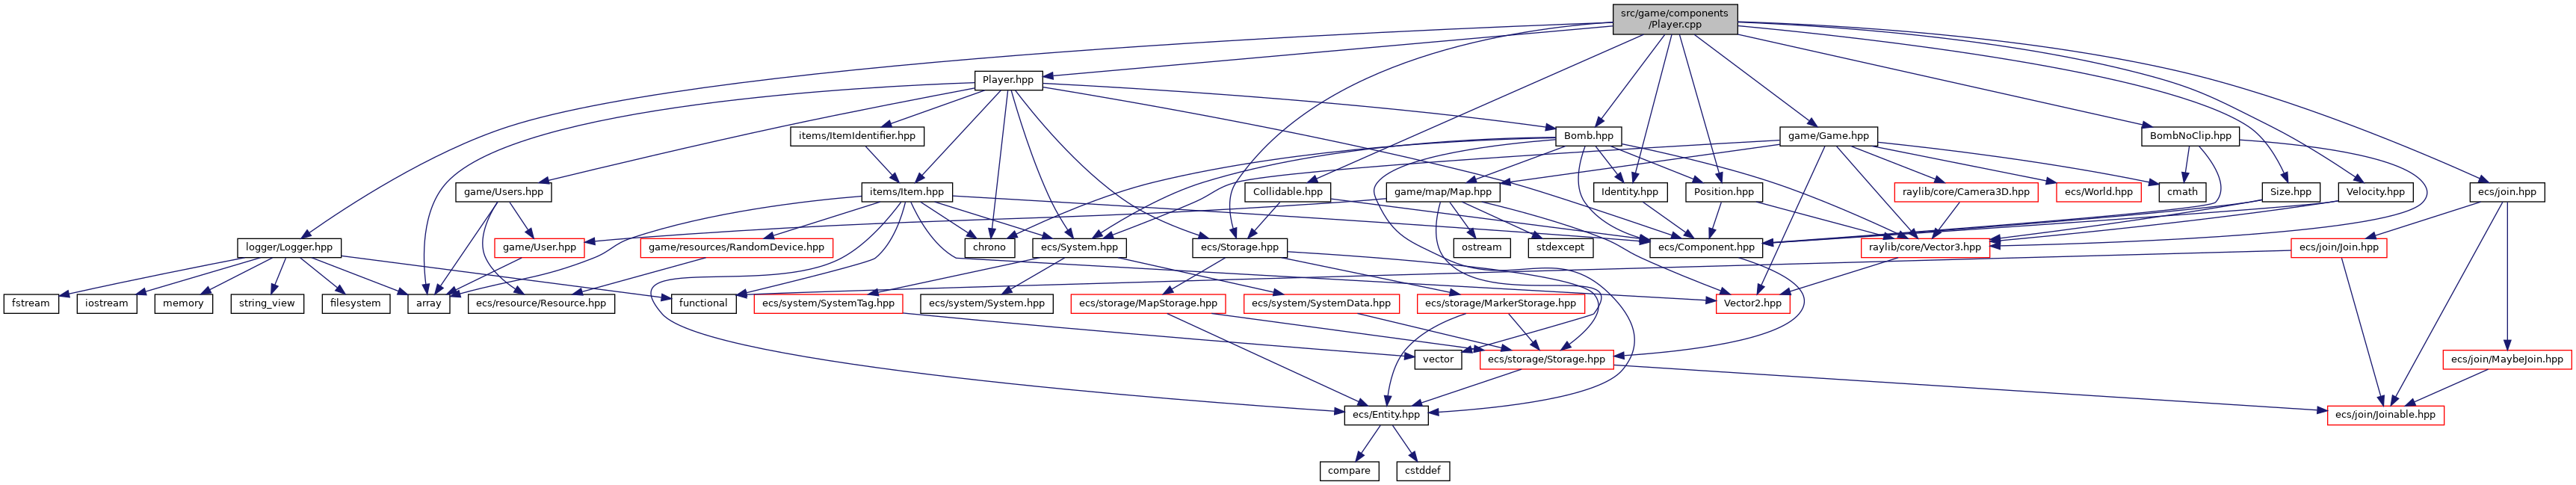 src/game/components
/Player.cpp
Player.hpp
items/ItemIdentifier.hpp
Bomb.hpp
game/Game.hpp
BombNoClip.hpp
game/Users.hpp
items/Item.hpp
Collidable.hpp
game/map/Map.hpp
Identity.hpp
Position.hpp
raylib/core/Camera3D.hpp
ecs/World.hpp
cmath
Size.hpp
Velocity.hpp
ecs/join.hpp
logger/Logger.hpp
game/User.hpp
game/resources/RandomDevice.hpp
chrono
ecs/System.hpp
ecs/Storage.hpp
ostream
stdexcept
ecs/Component.hpp
raylib/core/Vector3.hpp
ecs/join/Join.hpp
fstream
iostream
memory
string_view
filesystem
array
ecs/resource/Resource.hpp
functional
ecs/system/SystemTag.hpp
ecs/system/System.hpp
ecs/storage/MapStorage.hpp
ecs/system/SystemData.hpp
ecs/storage/MarkerStorage.hpp
Vector2.hpp
vector
ecs/storage/Storage.hpp
ecs/join/MaybeJoin.hpp
ecs/Entity.hpp
ecs/join/Joinable.hpp
compare
cstddef